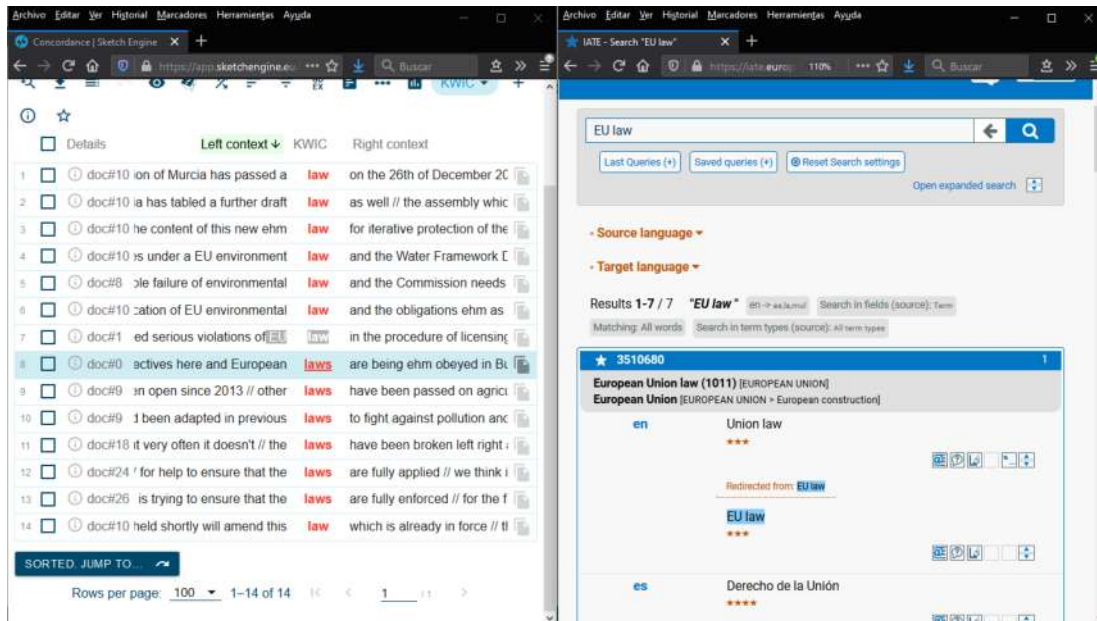 Archivo Editar Ver Historial Marcadores Herramientas Ayuda
Concordance | Sketch Engine
https://app.sketchengine.eu
Buscar
KWIC
Details Left context KWIC Right context
1 doc#10 ion of Murcia has passed a law on the 26th of December 20
2 doc#10 ia has tabled a further draft law as well // the assembly whic
3 doc#10 he content of this new ehm law for iterative protection of the
4 doc#10 es under a EU environment law and the Water Framework D
5 doc#8 ole failure of environmental law and the Commission needs
6 doc#10 cation of EU environmental law and the obligations ehm as
7 doc#1 ed serious violations of EU law in the procedure of licensing
8 doc#0 ectives here and European laws are being ehm obeyed in Bu
9 doc#9 en open since 2013 // other laws have been passed on agricu
10 doc#9 d been adapted in previous laws to fight against pollution and
11 doc#18 it very often it doesn't // the laws have been broken left right
12 doc#24 for help to ensure that the laws are fully applied // we think i
13 doc#26 is trying to ensure that the laws are fully enforced // for the f
14 doc#10 held shortly will amend this law which is already in force // th
SORTED. JUMP TO...
Rows per page: 100 1–14 of 14 1 / 1
Archivo Editar Ver Historial Marcadores Herramientas Ayuda
IATE - Search "EU law"
https://iate.europ 110% Buscar
EU law
Last Queries (+) Saved queries (+) Reset Search settings
Open expanded search
Source language
Target language
Results 1-7 / 7 "EU law" Search in fields (source): Term
Matching: All words Search in term types (source): All term types
3510680 1
European Union law (1011) [EUROPEAN UNION]
European Union [EUROPEAN UNION > European construction]
en Union law
Redirected from: EU law
EU law
es Derecho de la Unión